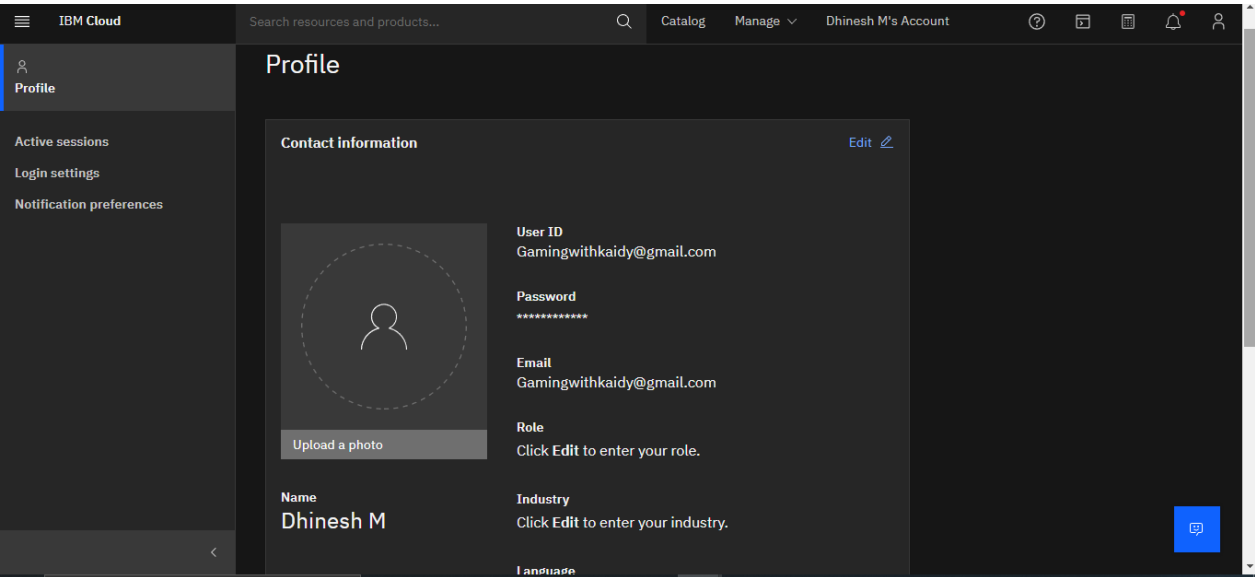 IBM Cloud
Search resources and products...
Catalog
Manage
Dhinesh M's Account
Profile
Active sessions
Login settings
Notification preferences
Profile
Contact information
Edit
Upload a photo
Name
Dhinesh M
User ID
Gamingwithkaidy@gmail.com
Password
************
Email
Gamingwithkaidy@gmail.com
Role
Click Edit to enter your role.
Industry
Click Edit to enter your industry.
Language